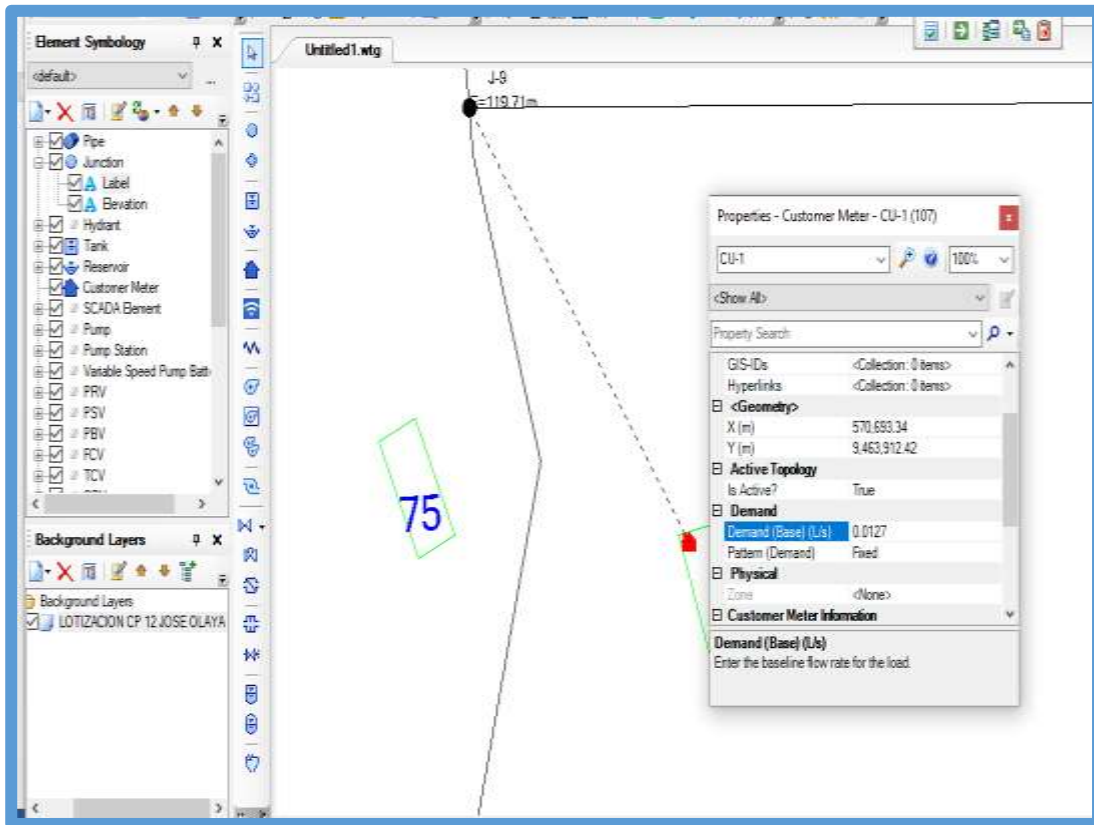 Element Symbology
<default>
...
Pipe
Junction
Label
Elevation
Hydrant
Tank
Reservoir
Customer Meter
SCADA Element
Pump
Pump Station
Variable Speed Pump Batt
PRV
PSV
PBV
FCV
TCV
Background Layers
Background Layers
LOTIZACION CP 12 JOSE OLAYA
Untitled1.wtg
J-9
=119.71m
75
Properties - Customer Meter - CU-1 (107)
x
CU-1
100%
<Show All>
Property Search
GIS-IDs <Collection: 0 items>
Hyperlinks <Collection: 0 items>
<Geometry>
X (m) 570,693.34
Y (m) 9,463,912.42
Active Topology
Is Active? True
Demand
Demand (Base) (L/s) 0.0127
Pattern (Demand) Fixed
Physical
Zone <None>
Customer Meter Information
Demand (Base) (L/s)
Enter the baseline flow rate for the load.